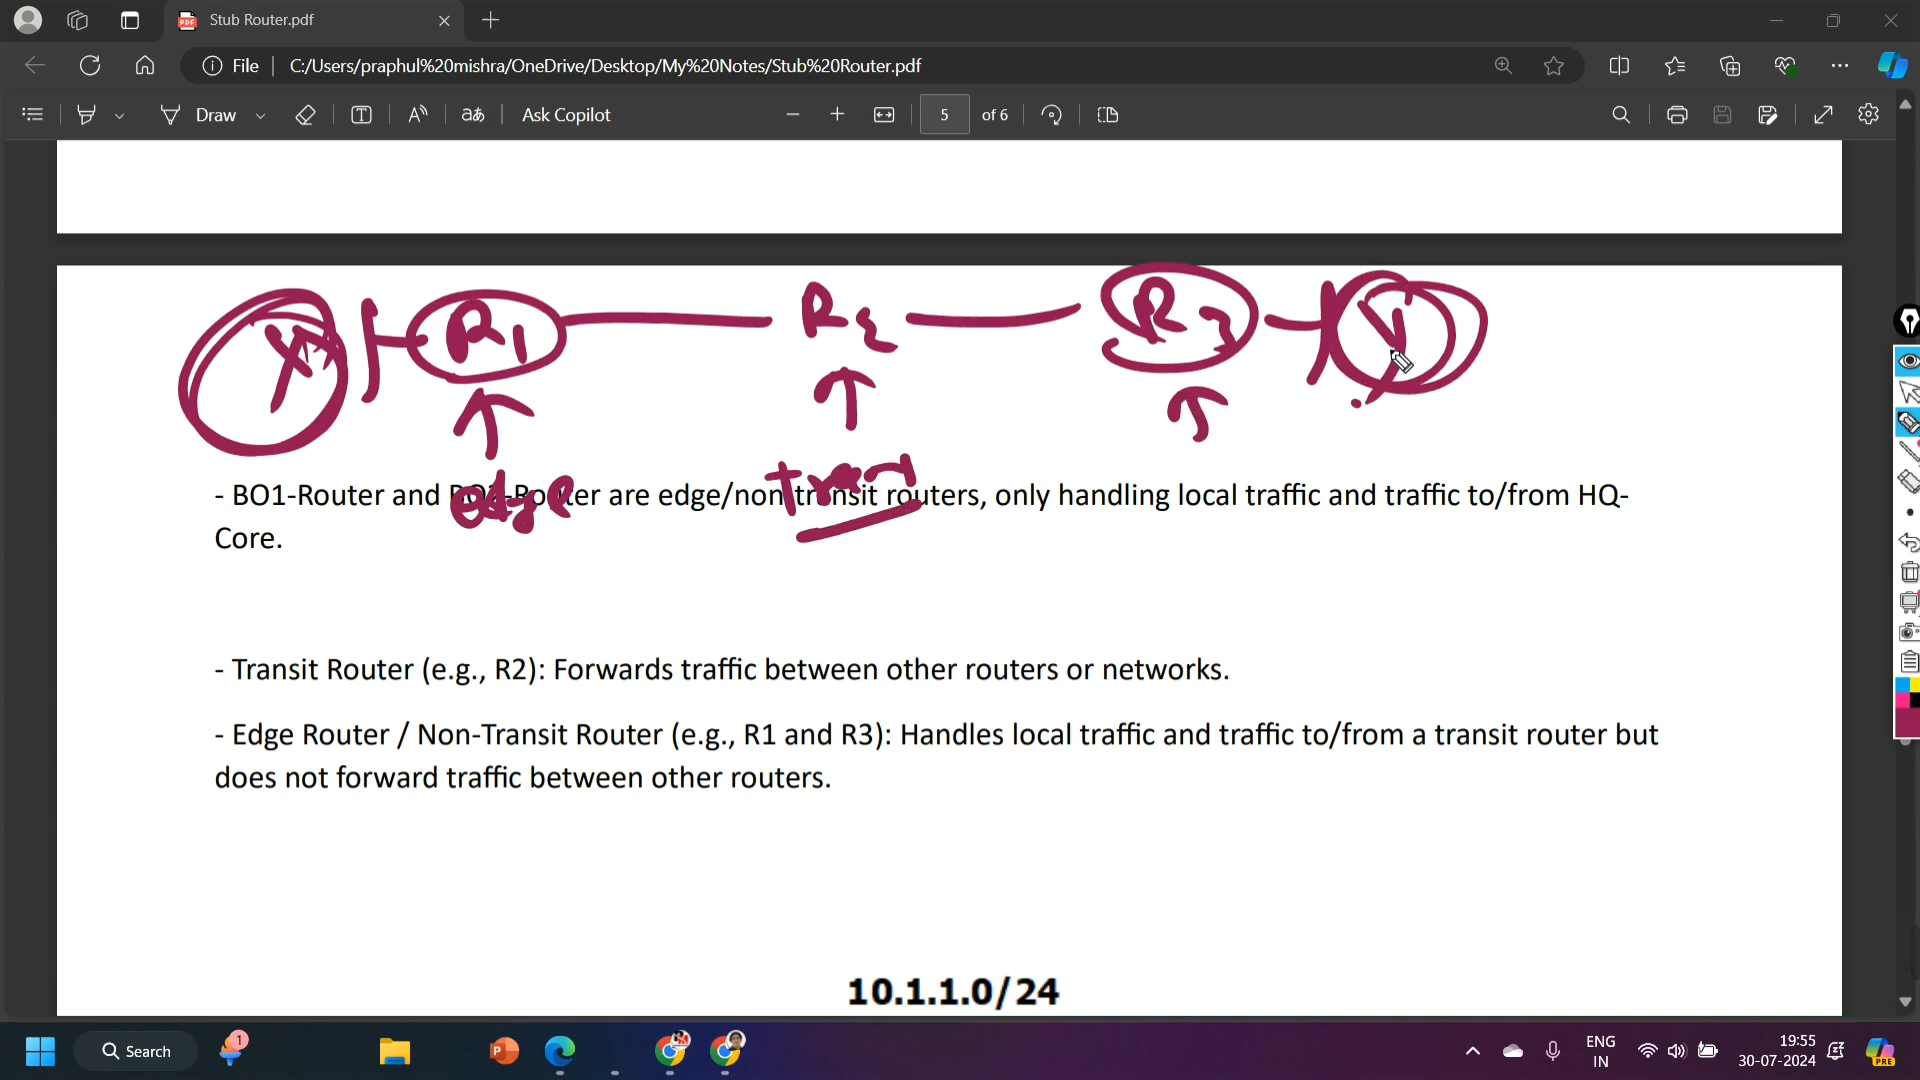 Stub Router.pdf
File
C:/Users/praphul%20mishra/OneDrive/Desktop/My%20Notes/Stub%20Router.pdf
Draw
Ask Copilot
5 of 6
X R1 R2 R3 Y
edge
- BO1-Router and BO2-Router are edge/non-transit routers, only handling local traffic and traffic to/from HQ-
Core.
- Transit Router (e.g., R2): Forwards traffic between other routers or networks.
- Edge Router / Non-Transit Router (e.g., R1 and R3): Handles local traffic and traffic to/from a transit router but
does not forward traffic between other routers.
10.1.1.0/24
1
Search
ENG
IN
19:55
30-07-2024
PRE